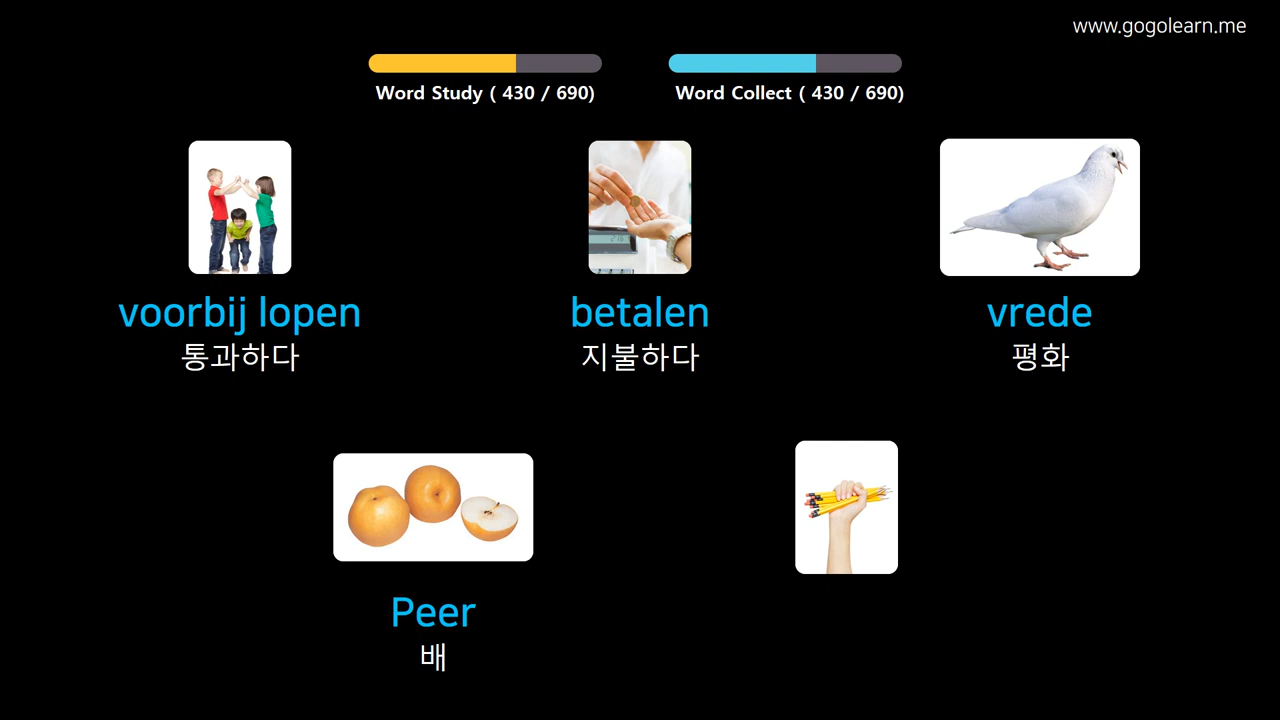 www.gogolearn.me
Word Study ( 430 / 690)
Word Collect ( 430 / 690)
voorbij lopen
통과하다
betalen
지불하다
vrede
평화
Peer
배